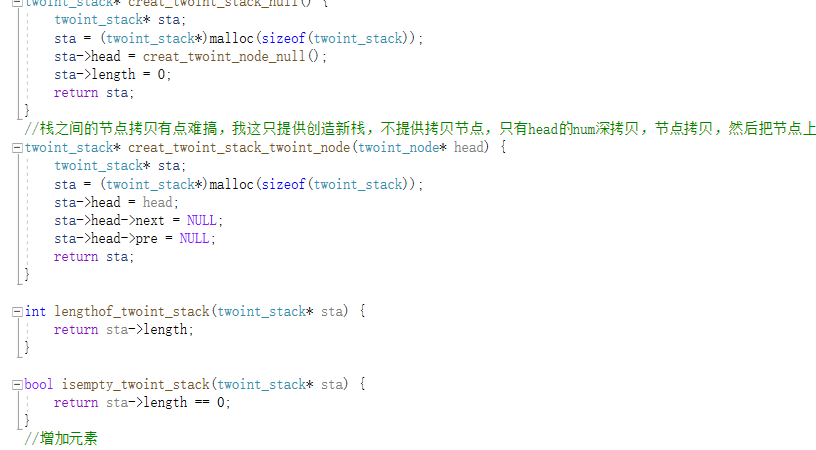 twoint_stack* creat_twoint_stack_null() {
    twoint_stack* sta;
    sta = (twoint_stack*)malloc(sizeof(twoint_stack));
    sta->head = creat_twoint_node_null();
    sta->length = 0;
    return sta;
}
//栈之间的节点拷贝有点难搞，我这只提供创造新栈，不提供拷贝节点，只有head的num深拷贝，节点拷贝，然后把节点上
twoint_stack* creat_twoint_stack_twoint_node(twoint_node* head) {
    twoint_stack* sta;
    sta = (twoint_stack*)malloc(sizeof(twoint_stack));
    sta->head = head;
    sta->head->next = NULL;
    sta->head->pre = NULL;
    return sta;
}
int lengthof_twoint_stack(twoint_stack* sta) {
    return sta->length;
}
bool isempty_twoint_stack(twoint_stack* sta) {
    return sta->length == 0;
}
//增加元素